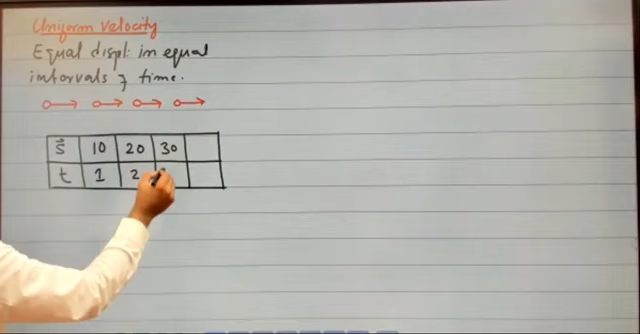 Uniform Velocity
Equal displ: in equal
intervals of time.
S⃗ 10 20 30
t 1 2